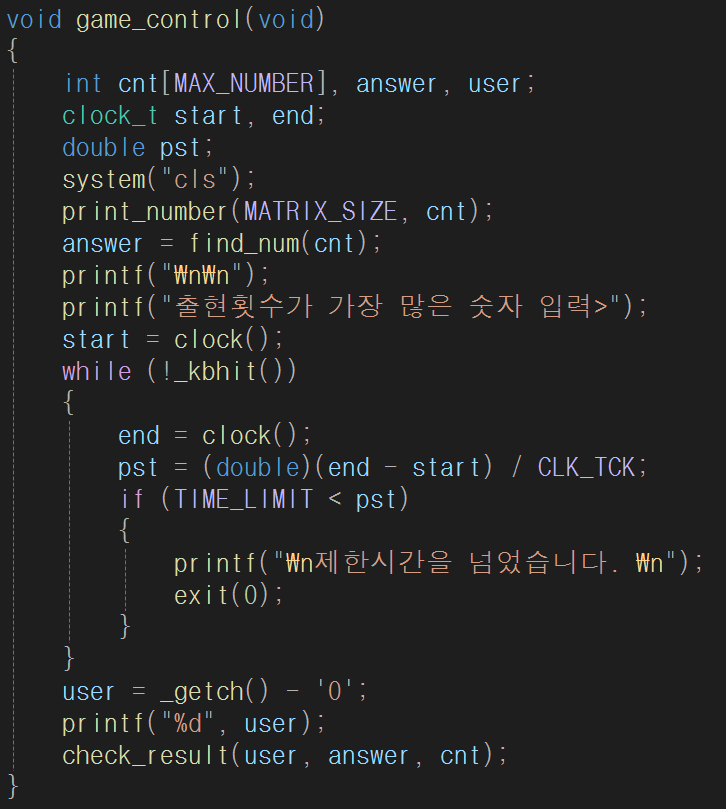 void game_control(void)
{
    int cnt[MAX_NUMBER], answer, user;
    clock_t start, end;
    double pst;
    system("cls");
    print_number(MATRIX_SIZE, cnt);
    answer = find_num(cnt);
    printf("₩n₩n");
    printf("출현횟수가 가장 많은 숫자 입력>");
    start = clock();
    while (!_kbhit())
    {
        end = clock();
        pst = (double)(end - start) / CLK_TCK;
        if (TIME_LIMIT < pst)
        {
            printf("₩n제한시간을 넘었습니다. ₩n");
            exit(0);
        }
    }
    user = _getch() - '0';
    printf("%d", user);
    check_result(user, answer, cnt);
}